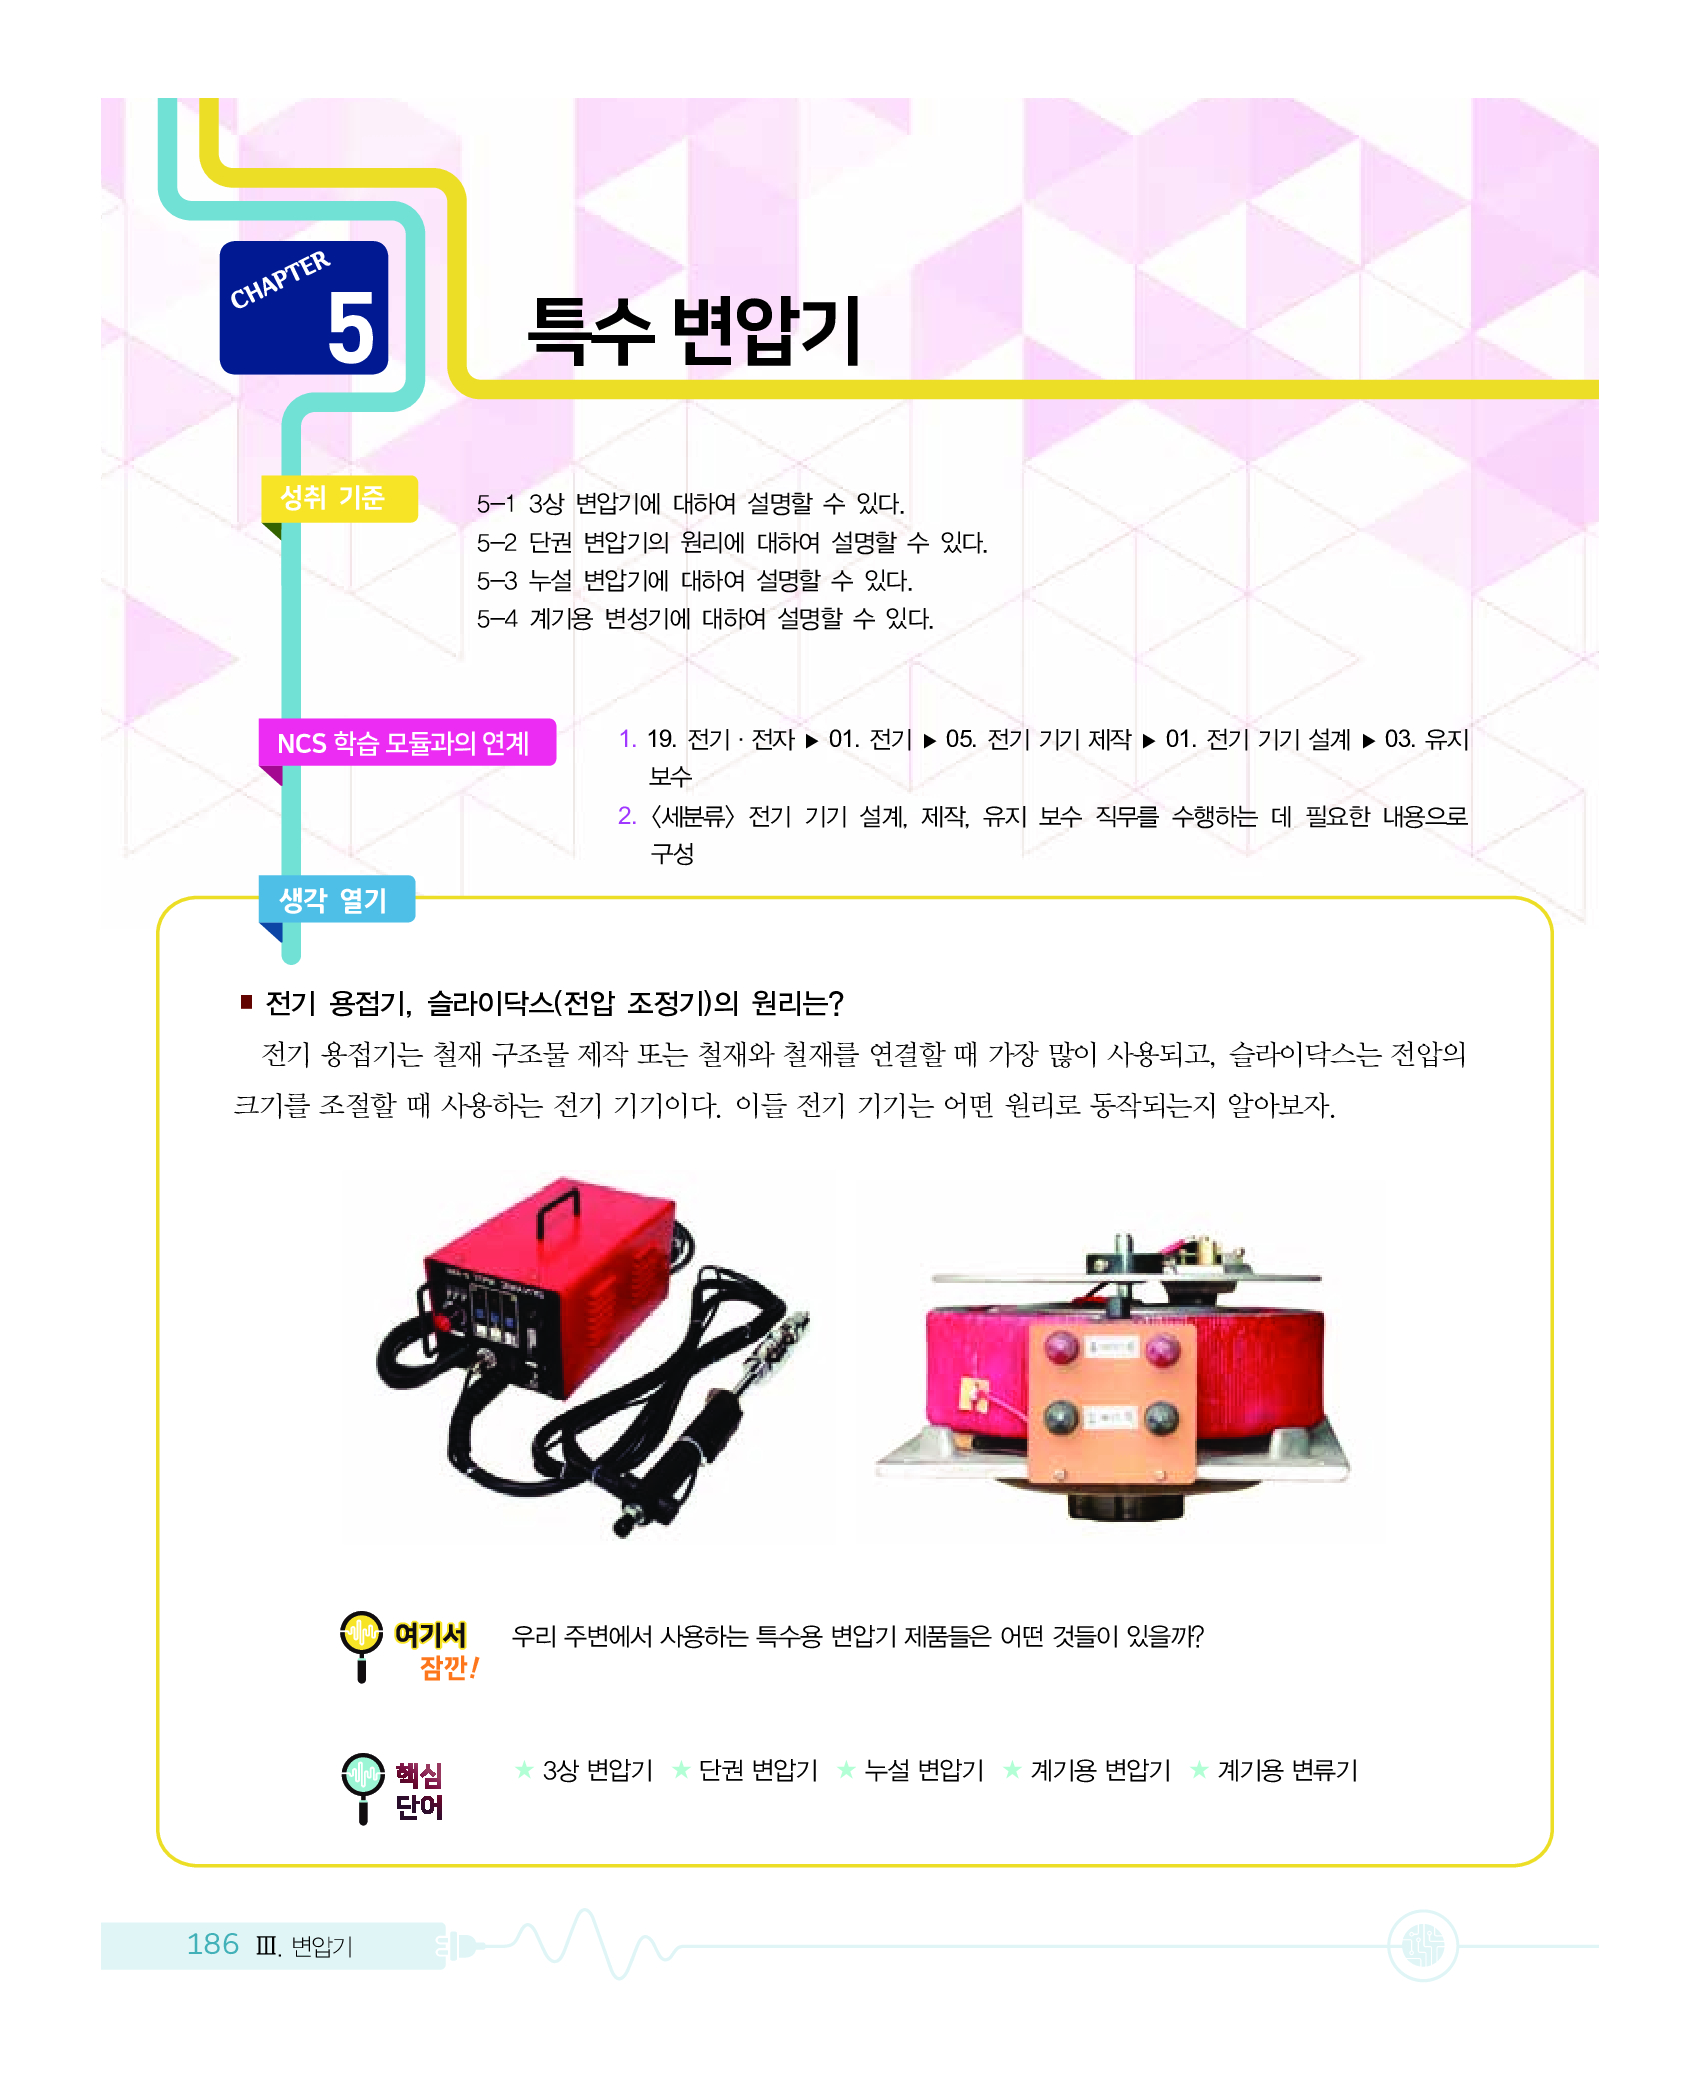 CHAPTER
5
특수 변압기
성취 기준
5-1 3상 변압기에 대하여 설명할 수 있다.
5-2 단권 변압기의 원리에 대하여 설명할 수 있다.
5-3 누설 변압기에 대하여 설명할 수 있다.
5-4 계기용 변성기에 대하여 설명할 수 있다.
NCS 학습 모듈과의 연계
1. 19. 전기 · 전자 ▶ 01. 전기 ▶ 05. 전기 기기 제작 ▶ 01. 전기 기기 설계 ▶ 03. 유지
보수
2. 〈세분류〉 전기 기기 설계, 제작, 유지 보수 직무를 수행하는 데 필요한 내용으로
구성
생각 열기
■ 전기 용접기, 슬라이닥스(전압 조정기)의 원리는?
전기 용접기는 철재 구조물 제작 또는 철재와 철재를 연결할 때 가장 많이 사용되고, 슬라이닥스는 전압의
크기를 조절할 때 사용하는 전기 기기이다. 이들 전기 기기는 어떤 원리로 동작되는지 알아보자.
여기서
잠깐!
우리 주변에서 사용하는 특수용 변압기 제품들은 어떤 것들이 있을까?
핵심
단어
★ 3상 변압기 ★ 단권 변압기 ★ 누설 변압기 ★ 계기용 변압기 ★ 계기용 변류기
186 Ⅲ. 변압기